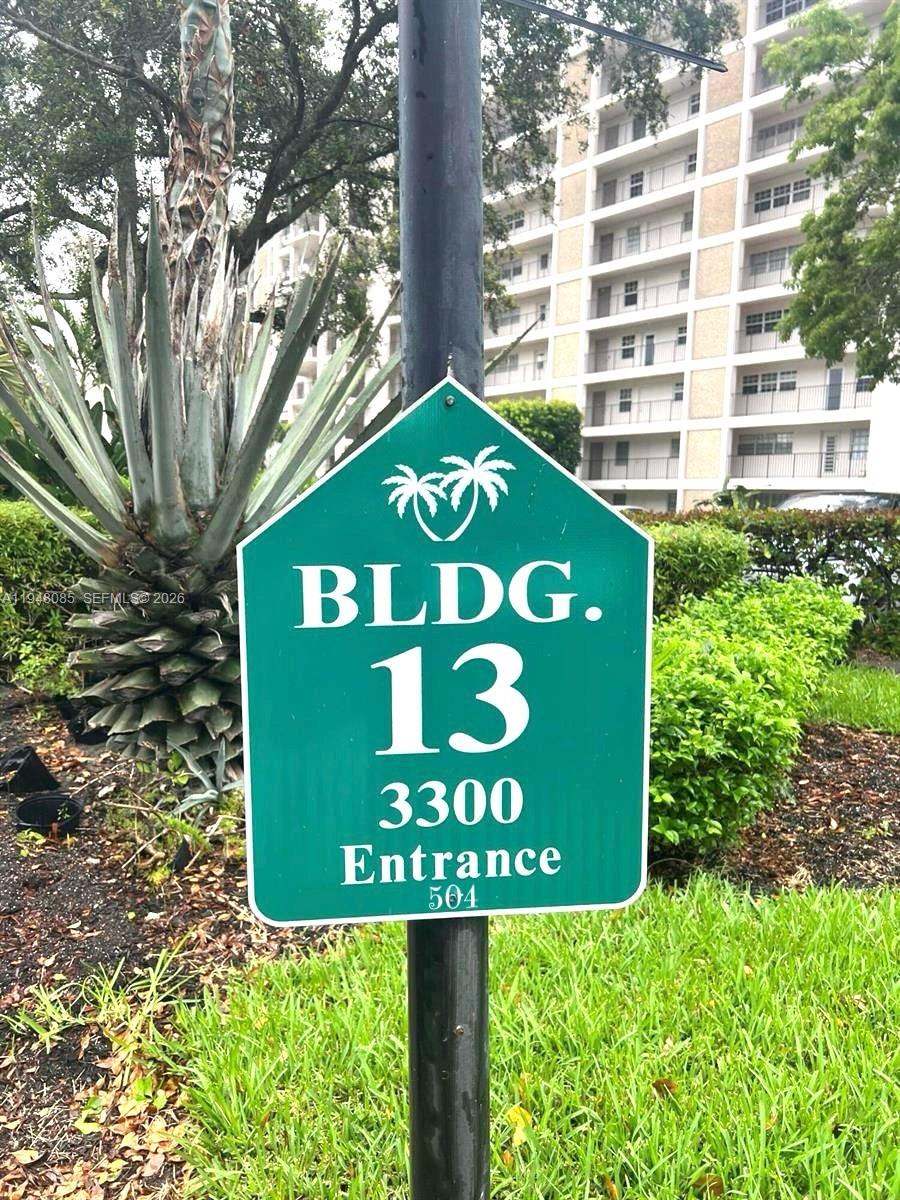 BLDG.
13
3300
Entrance
504
A11946085 SEFMLS© 2026